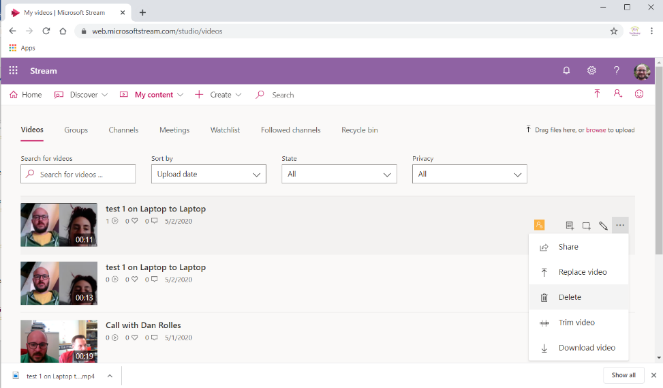 My videos | Microsoft Stream
web.microsoftstream.com/studio/videos
Apps
Stream
Home Discover My content Create Search
Videos Groups Channels Meetings Watchlist Followed channels Recycle bin
Drag files here, or browse to upload
Search for videos Sort by State Privacy
Search for videos ... Upload date All All
test 1 on Laptop to Laptop
1 0 0 5/2/2020
00:11
Share
Replace video
test 1 on Laptop to Laptop
0 0 0 5/2/2020
00:13
Delete
Trim video
Call with Dan Rolles
0 0 0 5/1/2020
00:19
Download video
test 1 on Laptop t....mp4
Show all